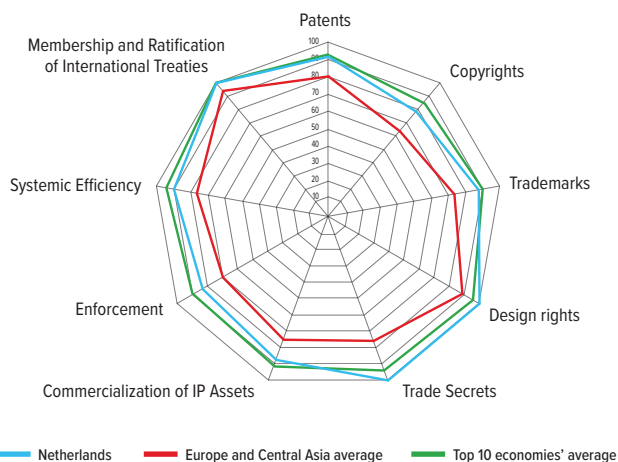 Patents
100
90
80
70
60
50
40
30
20
10
Membership and Ratification
of International Treaties
Copyrights
Systemic Efficiency
Trademarks
Enforcement
Design rights
Commercialization of IP Assets
Trade Secrets
Netherlands
Europe and Central Asia average
Top 10 economies’ average